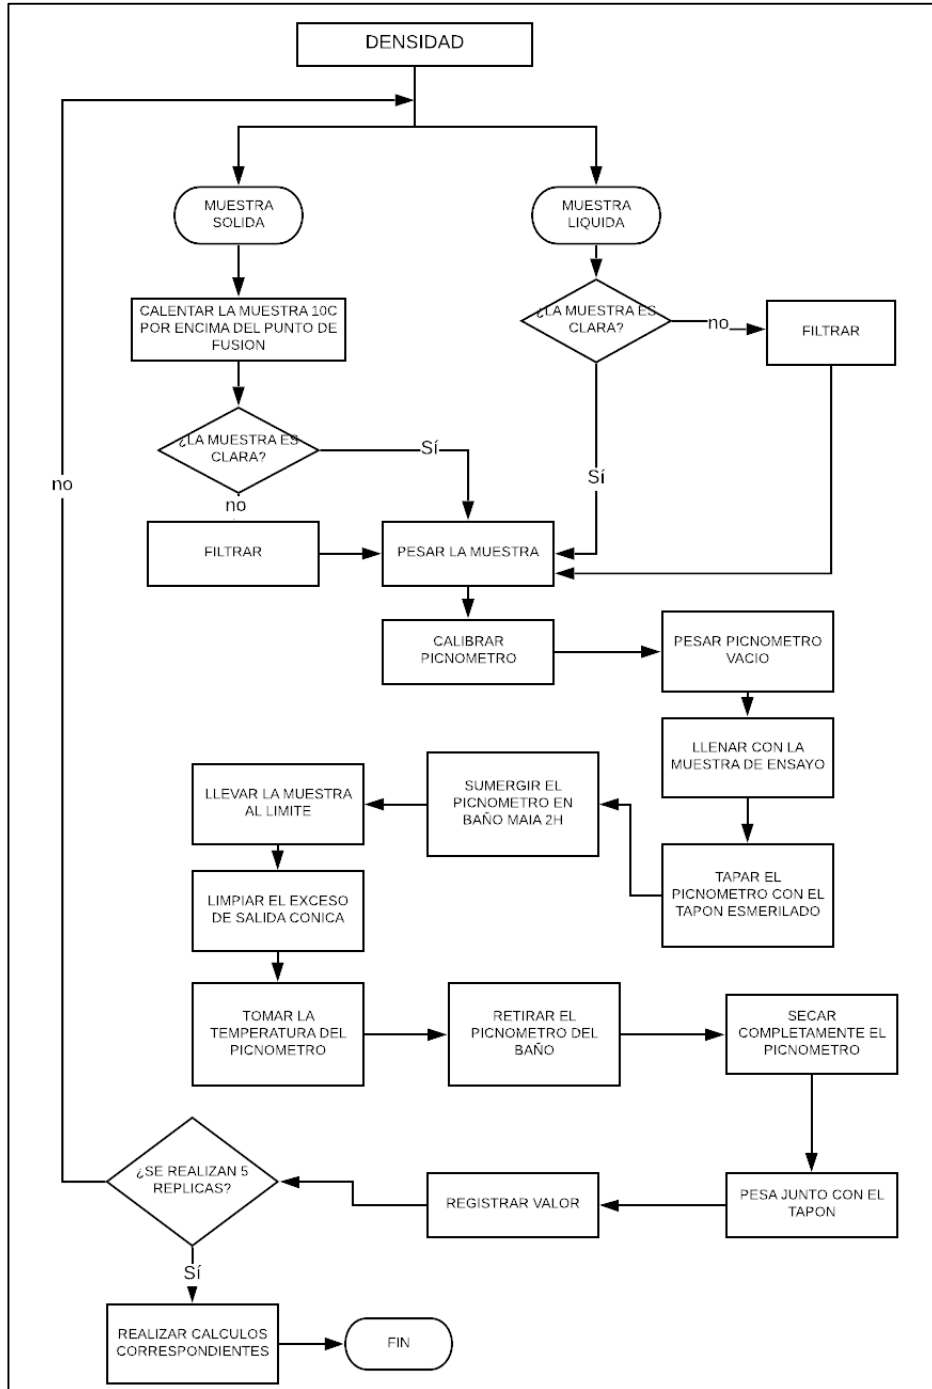 DENSIDAD
MUESTRA
SOLIDA
MUESTRA
LIQUIDA
CALENTAR LA MUESTRA 10C
POR ENCIMA DEL PUNTO DE
FUSION
¿LA MUESTRA ES
CLARA?
no
FILTRAR
¿LA MUESTRA ES
CLARA?
Sí
Sí
no
no
FILTRAR
PESAR LA MUESTRA
CALIBRAR
PICNOMETRO
PESAR PICNOMETRO
VACIO
LLENAR CON LA
MUESTRA DE ENSAYO
TAPAR EL
PICNOMETRO CON EL
TAPON ESMERILADO
SUMERGIR EL
PICNOMETRO EN
BAÑO MAIA 2H
LLEVAR LA MUESTRA
AL LIMITE
LIMPIAR EL EXCESO
DE SALIDA CONICA
TOMAR LA
TEMPERATURA DEL
PICNOMETRO
RETIRAR EL
PICNOMETRO DEL
BAÑO
SECAR
COMPLETAMENTE EL
PICNOMETRO
PESA JUNTO CON EL
TAPON
REGISTRAR VALOR
¿SE REALIZAN 5
REPLICAS?
Sí
REALIZAR CALCULOS
CORRESPONDIENTES
FIN